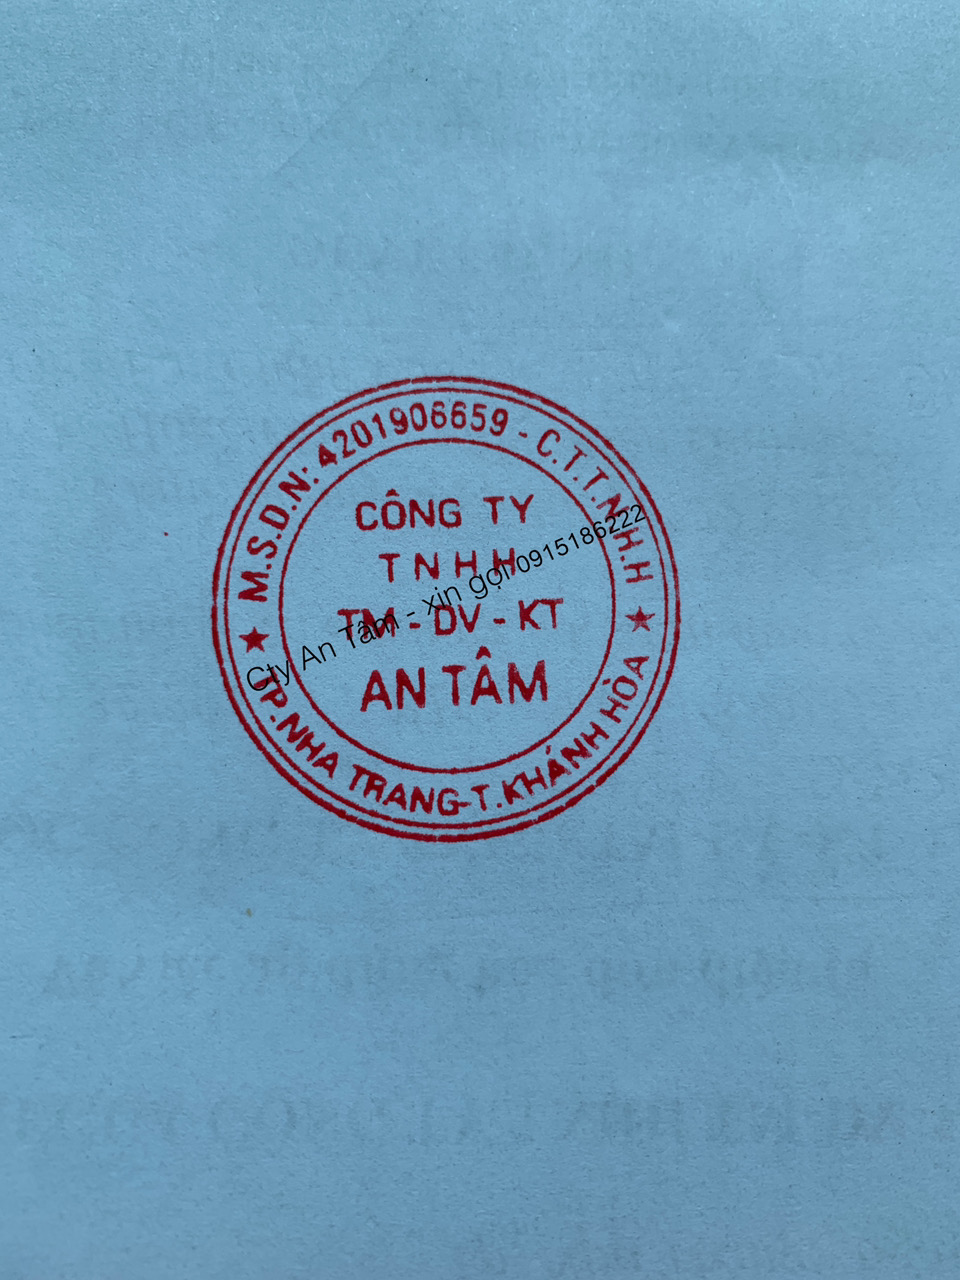 M.S.D.N: 4201906659 - C.T.T.N.H.H
CÔNG TY
TNHH
TM - DV - KT
AN TÂM
TP.NHA TRANG-T.KHÁNH HÒA
Cty An Tâm - xin gọi 0915186222